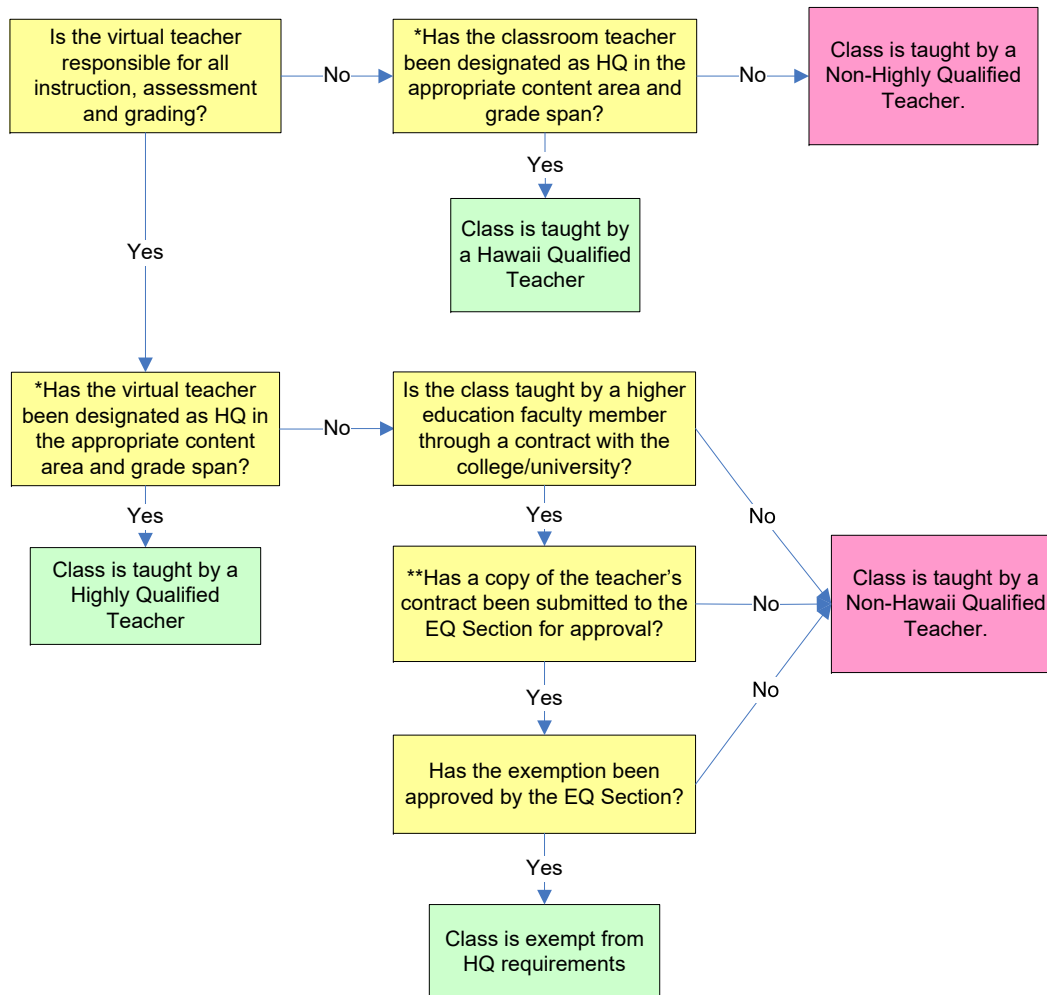 Is the virtual teacher
responsible for all
instruction, assessment
and grading?
No
*Has the classroom teacher
been designated as HQ in the
appropriate content area and
grade span?
No
Class is taught by a
Non-Highly Qualified
Teacher.
Yes
Class is taught by
a Hawaii Qualified
Teacher
Yes
*Has the virtual teacher
been designated as HQ in
the appropriate content
area and grade span?
No
Is the class taught by a higher
education faculty member
through a contract with the
college/university?
No
Yes
Class is taught by a
Highly Qualified
Teacher
Yes
**Has a copy of the teacher’s
contract been submitted to the
EQ Section for approval?
No
Class is taught by a
Non-Hawaii Qualified
Teacher.
Yes
No
Has the exemption been
approved by the EQ Section?
Yes
Class is exempt from
HQ requirements